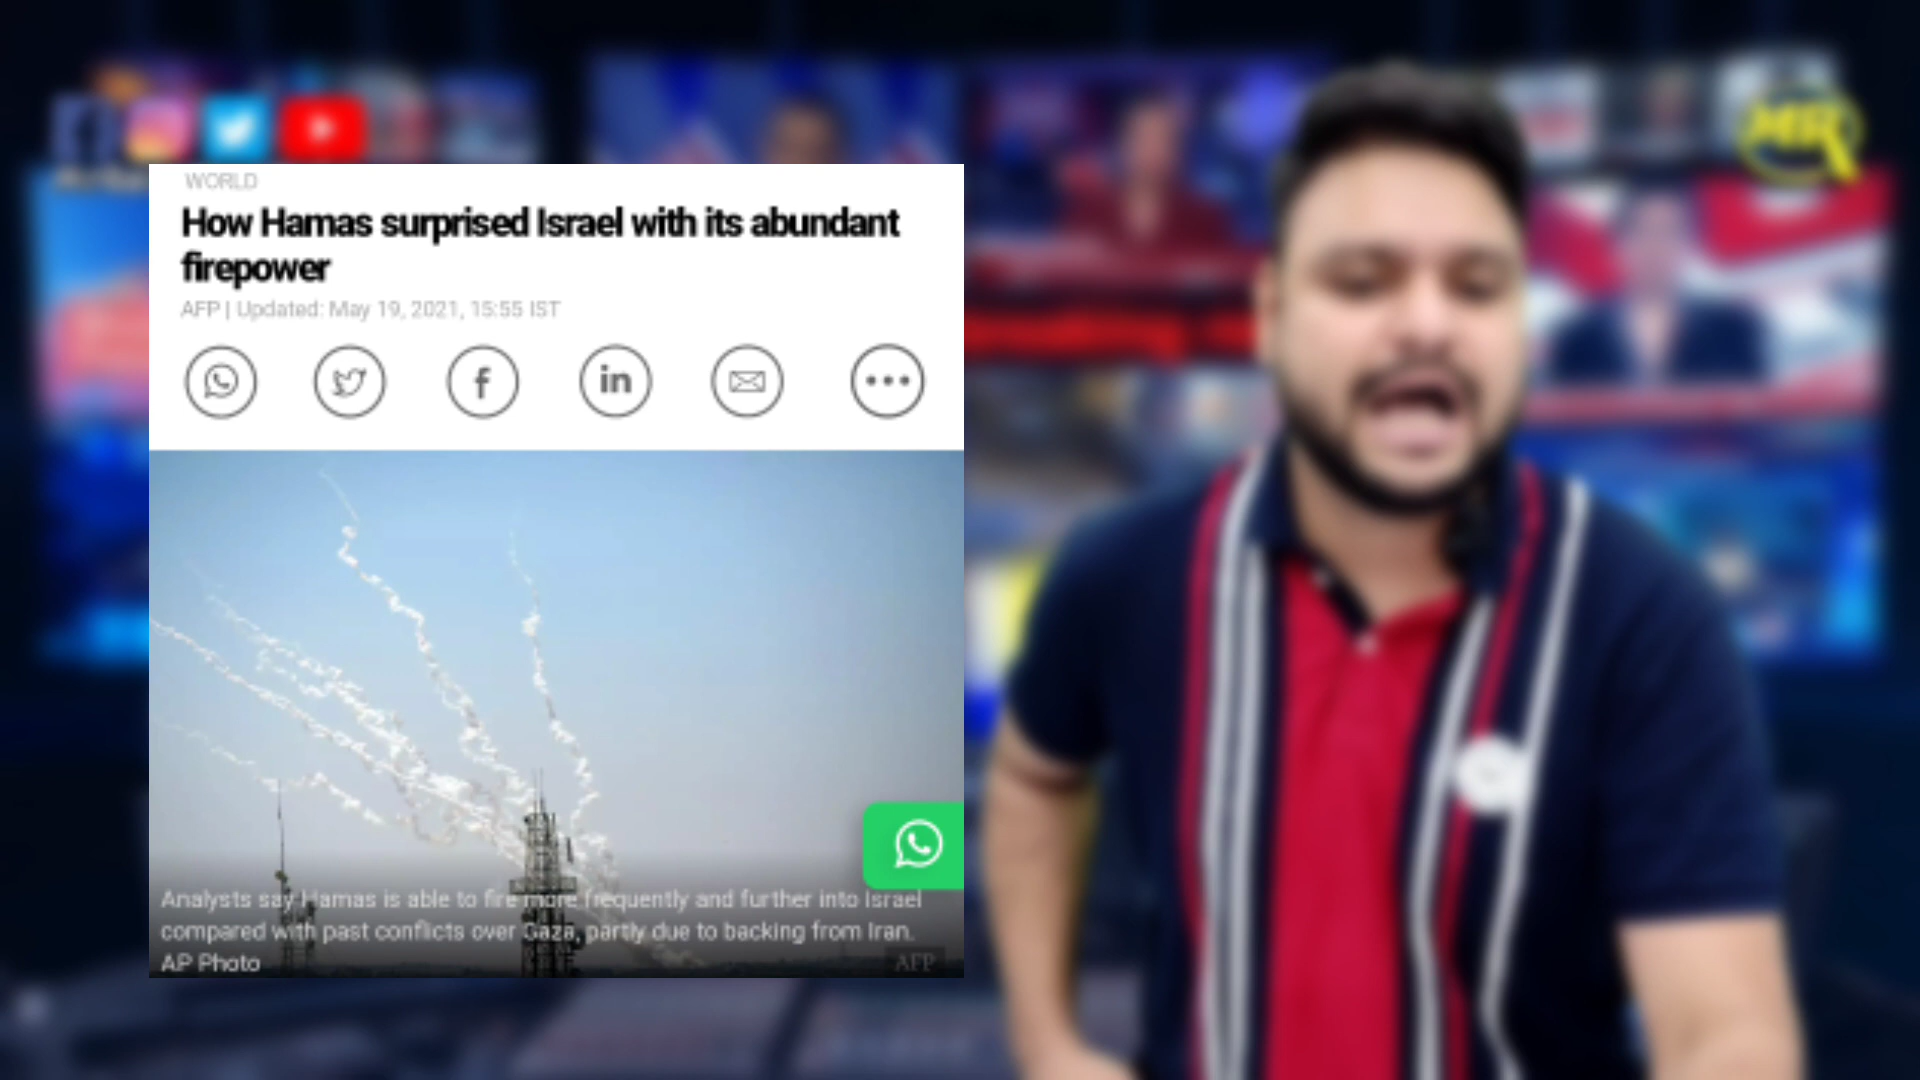 WORLD
How Hamas surprised Israel with its abundant
firepower
AFP | Updated: May 19, 2021, 15:55 IST
Analysts say Hamas is able to fire more frequently and further into Israel
compared with past conflicts over Gaza, partly due to backing from Iran.
AP Photo
AFP